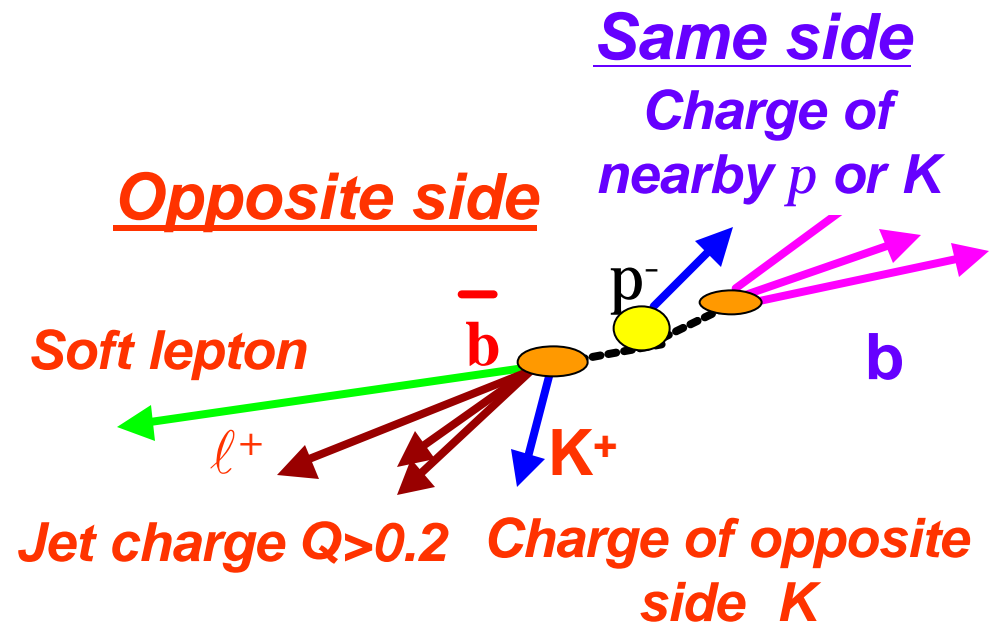 Same side
Charge of
nearby p or K
Opposite side
p-
b̅
b
Soft lepton
ℓ+
K+
Jet charge Q>0.2
Charge of opposite
side K